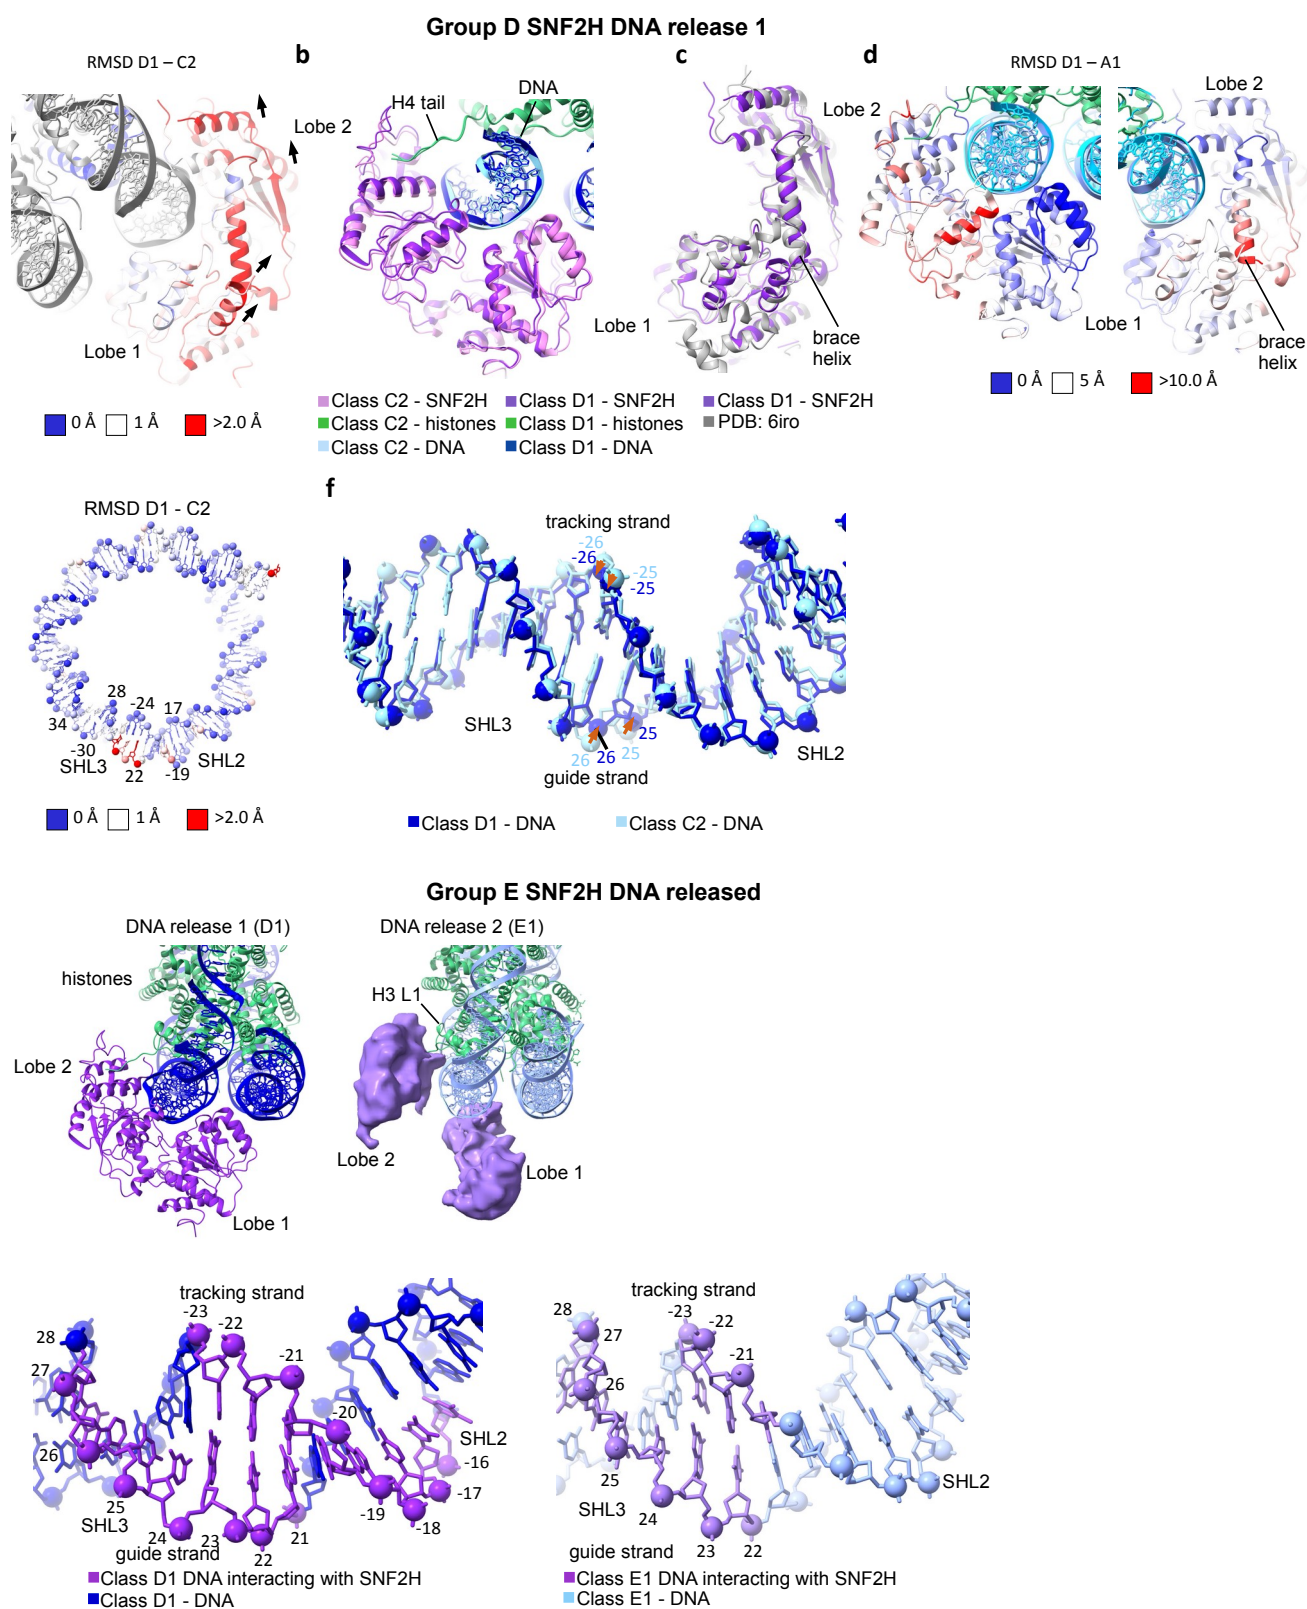 Group D SNF2H DNA release 1
RMSD D1 – C2
Lobe 1
0 Å 1 Å >2.0 Å
b
H4 tail
DNA
Lobe 2
Lobe 1
Class C2 - SNF2H
Class D1 - SNF2H
Class C2 - histones
Class D1 - histones
Class C2 - DNA
Class D1 - DNA
c
brace
helix
Class D1 - SNF2H
PDB: 6iro
d
RMSD D1 – A1
Lobe 2
Lobe 2
Lobe 1
brace
helix
0 Å 5 Å >10.0 Å
RMSD D1 - C2
28
-24
17
34
-30
SHL3
22
-19
SHL2
0 Å 1 Å >2.0 Å
f
tracking strand
-26
-26
-25
-25
SHL3
25
25
26
26
SHL2
guide strand
Class D1 - DNA
Class C2 - DNA
Group E SNF2H DNA released
DNA release 1 (D1)
histones
Lobe 2
Lobe 1
DNA release 2 (E1)
H3 L1
Lobe 2
Lobe 1
tracking strand
-23
-22
28
27
-21
-20
26
SHL2
-16
-17
25
SHL3
-19
-18
24
23
22
21
guide strand
Class D1 DNA interacting with SNF2H
Class D1 - DNA
tracking strand
28
-23
-22
27
-21
26
25
SHL3
SHL2
24
guide strand
23
22
Class E1 DNA interacting with SNF2H
Class E1 - DNA